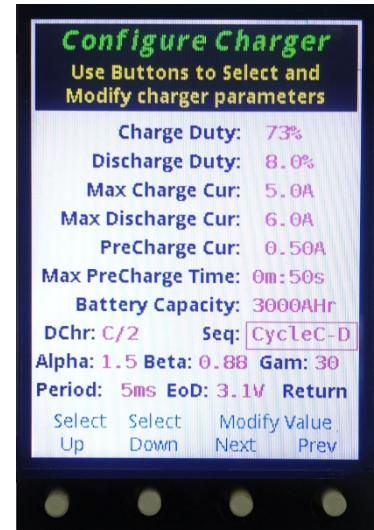 Configure Charger
Use Buttons to Select and
Modify charger parameters
Charge Duty: 73%
Discharge Duty: 8.0%
Max Charge Cur: 5.0A
Max Discharge Cur: 6.0A
PreCharge Cur: 0.50A
Max PreCharge Time: 0m:50s
Battery Capacity: 3000AHr
DChr: C/2 Seq: CycleC-D
Alpha: 1.5 Beta: 0.88 Gam: 30
Period: 5ms EoD: 3.1V Return
Select Select Modify Value
Up Down Next Prev